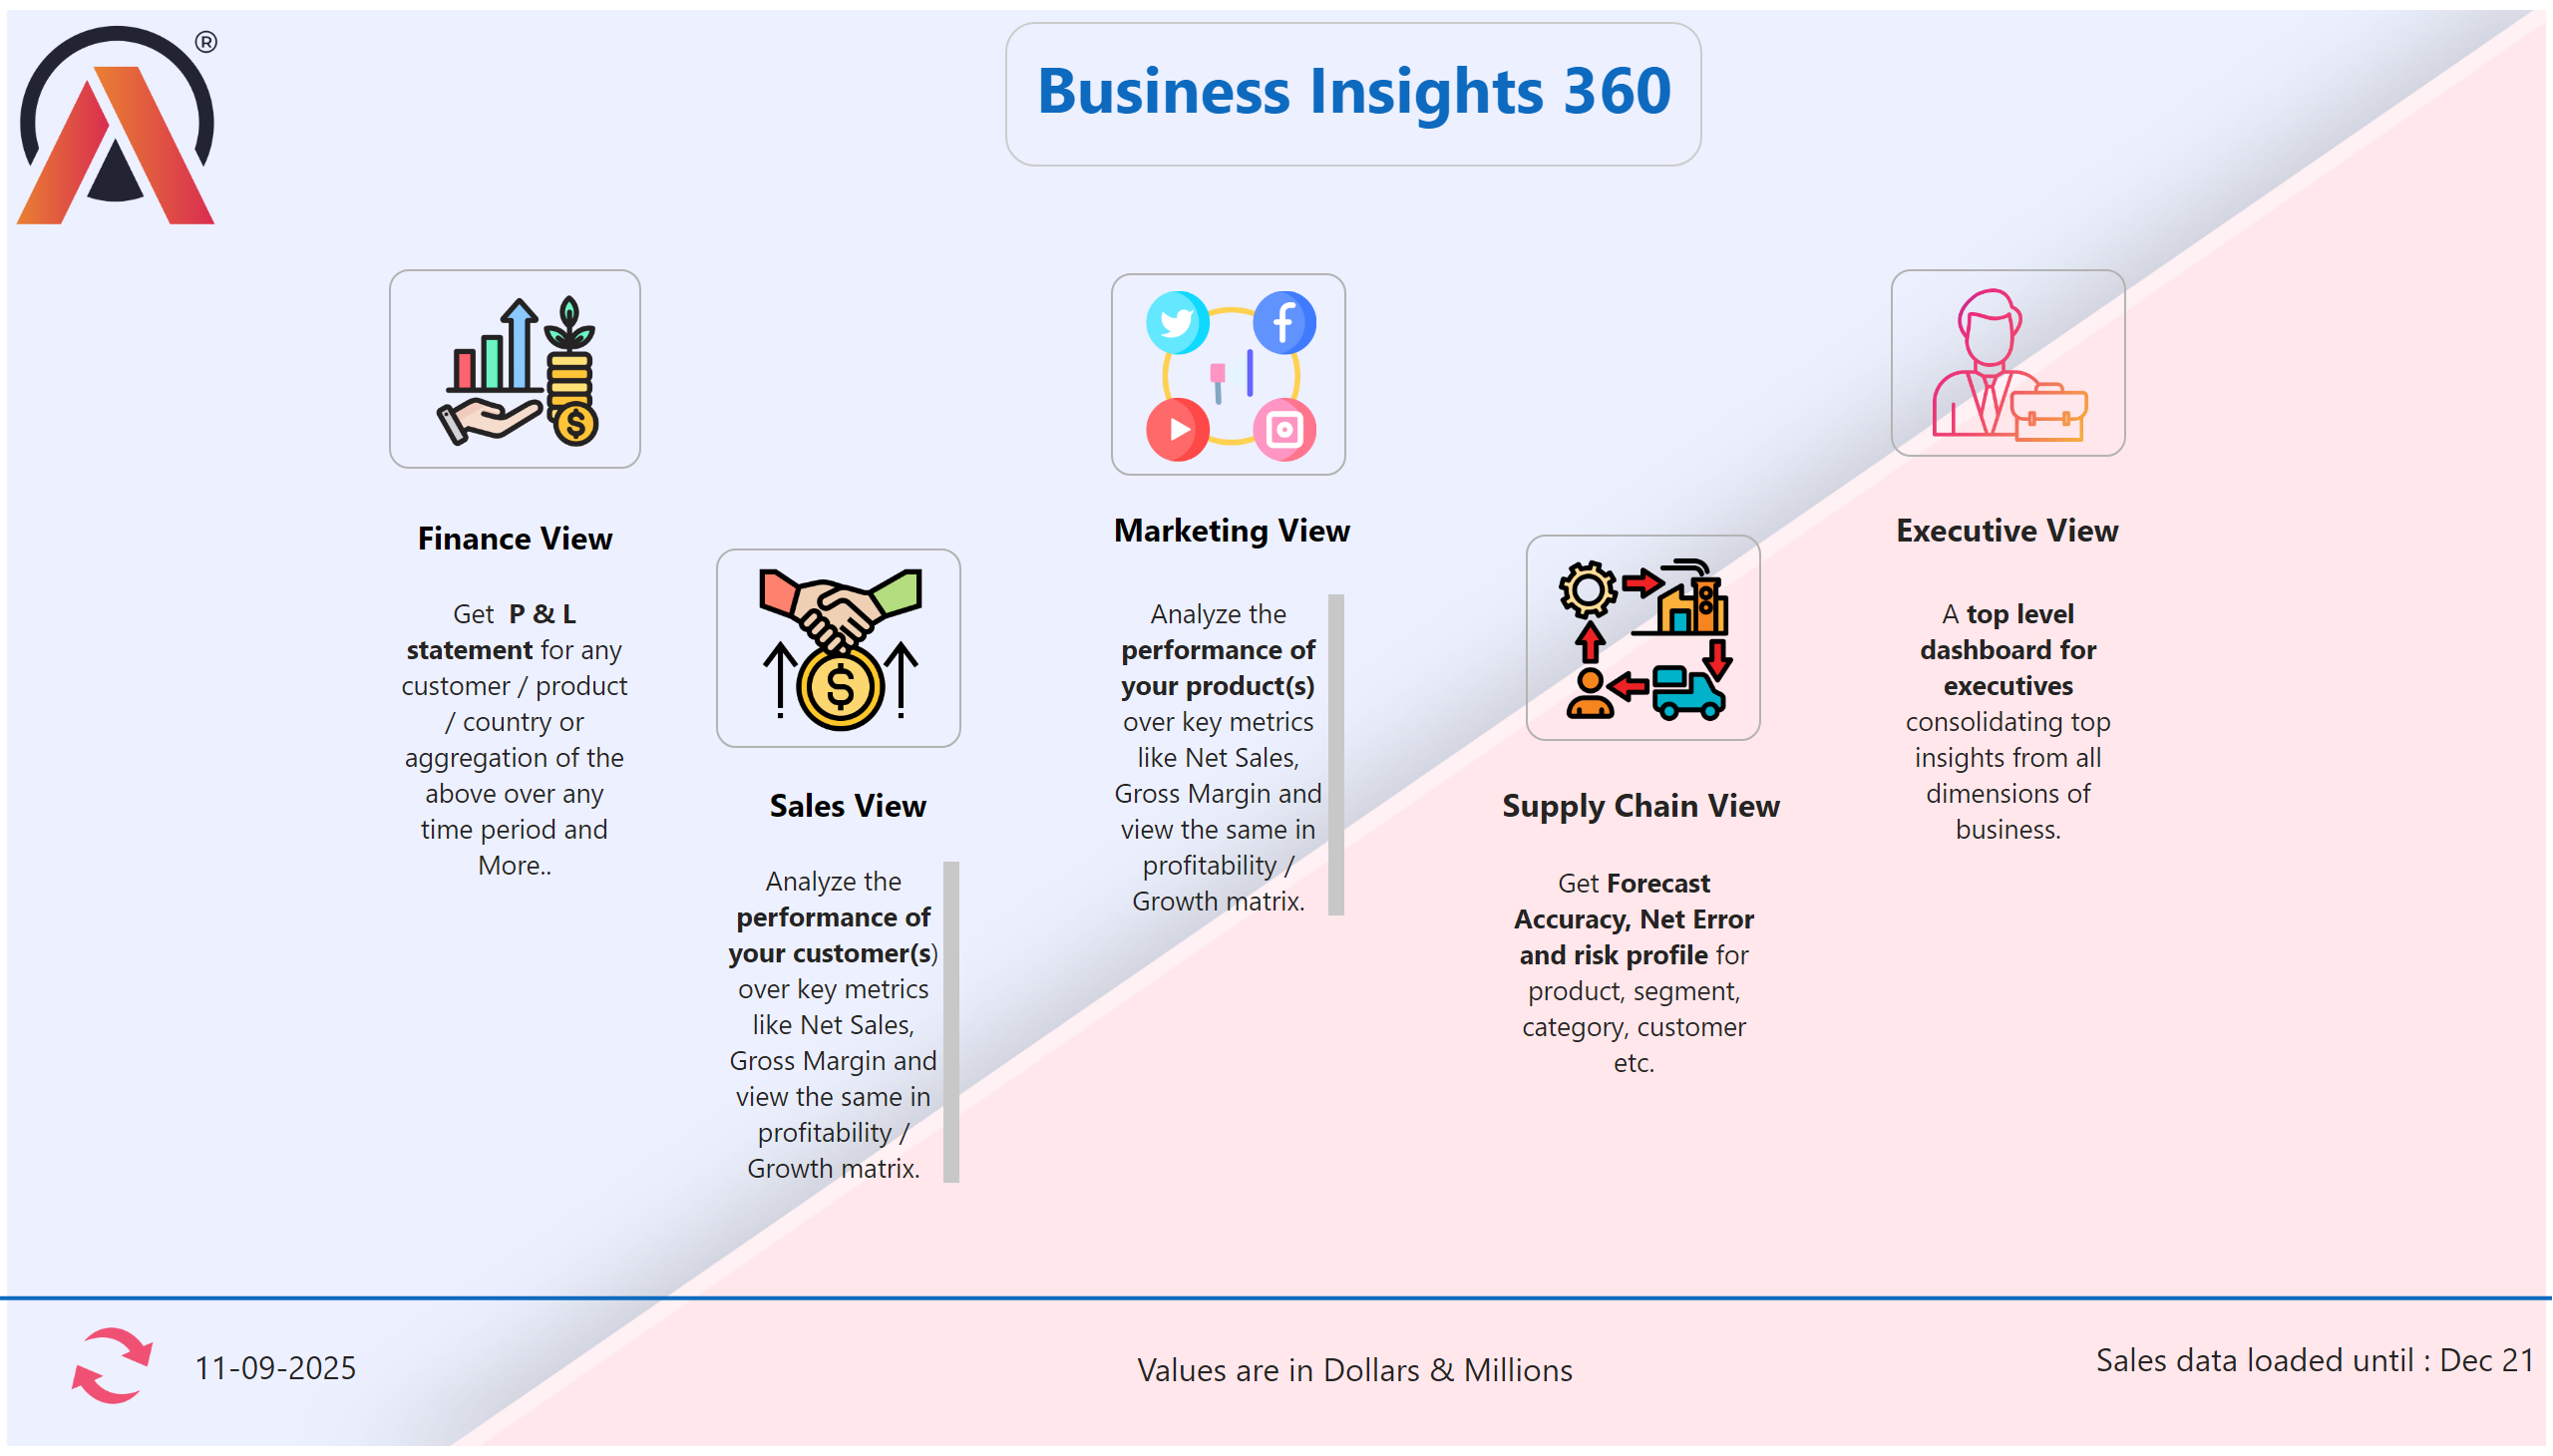 ®
Business Insights 360
Finance View
Get P & L
statement for any
customer / product
/ country or
aggregation of the
above over any
time period and
More..
Sales View
Analyze the
performance of
your customer(s)
over key metrics
like Net Sales,
Gross Margin and
view the same in
profitability /
Growth matrix.
Marketing View
Analyze the
performance of
your product(s)
over key metrics
like Net Sales,
Gross Margin and
view the same in
profitability /
Growth matrix.
Supply Chain View
Get Forecast
Accuracy, Net Error
and risk profile for
product, segment,
category, customer
etc.
Executive View
A top level
dashboard for
executives
consolidating top
insights from all
dimensions of
business.
11-09-2025
Values are in Dollars & Millions
Sales data loaded until : Dec 21